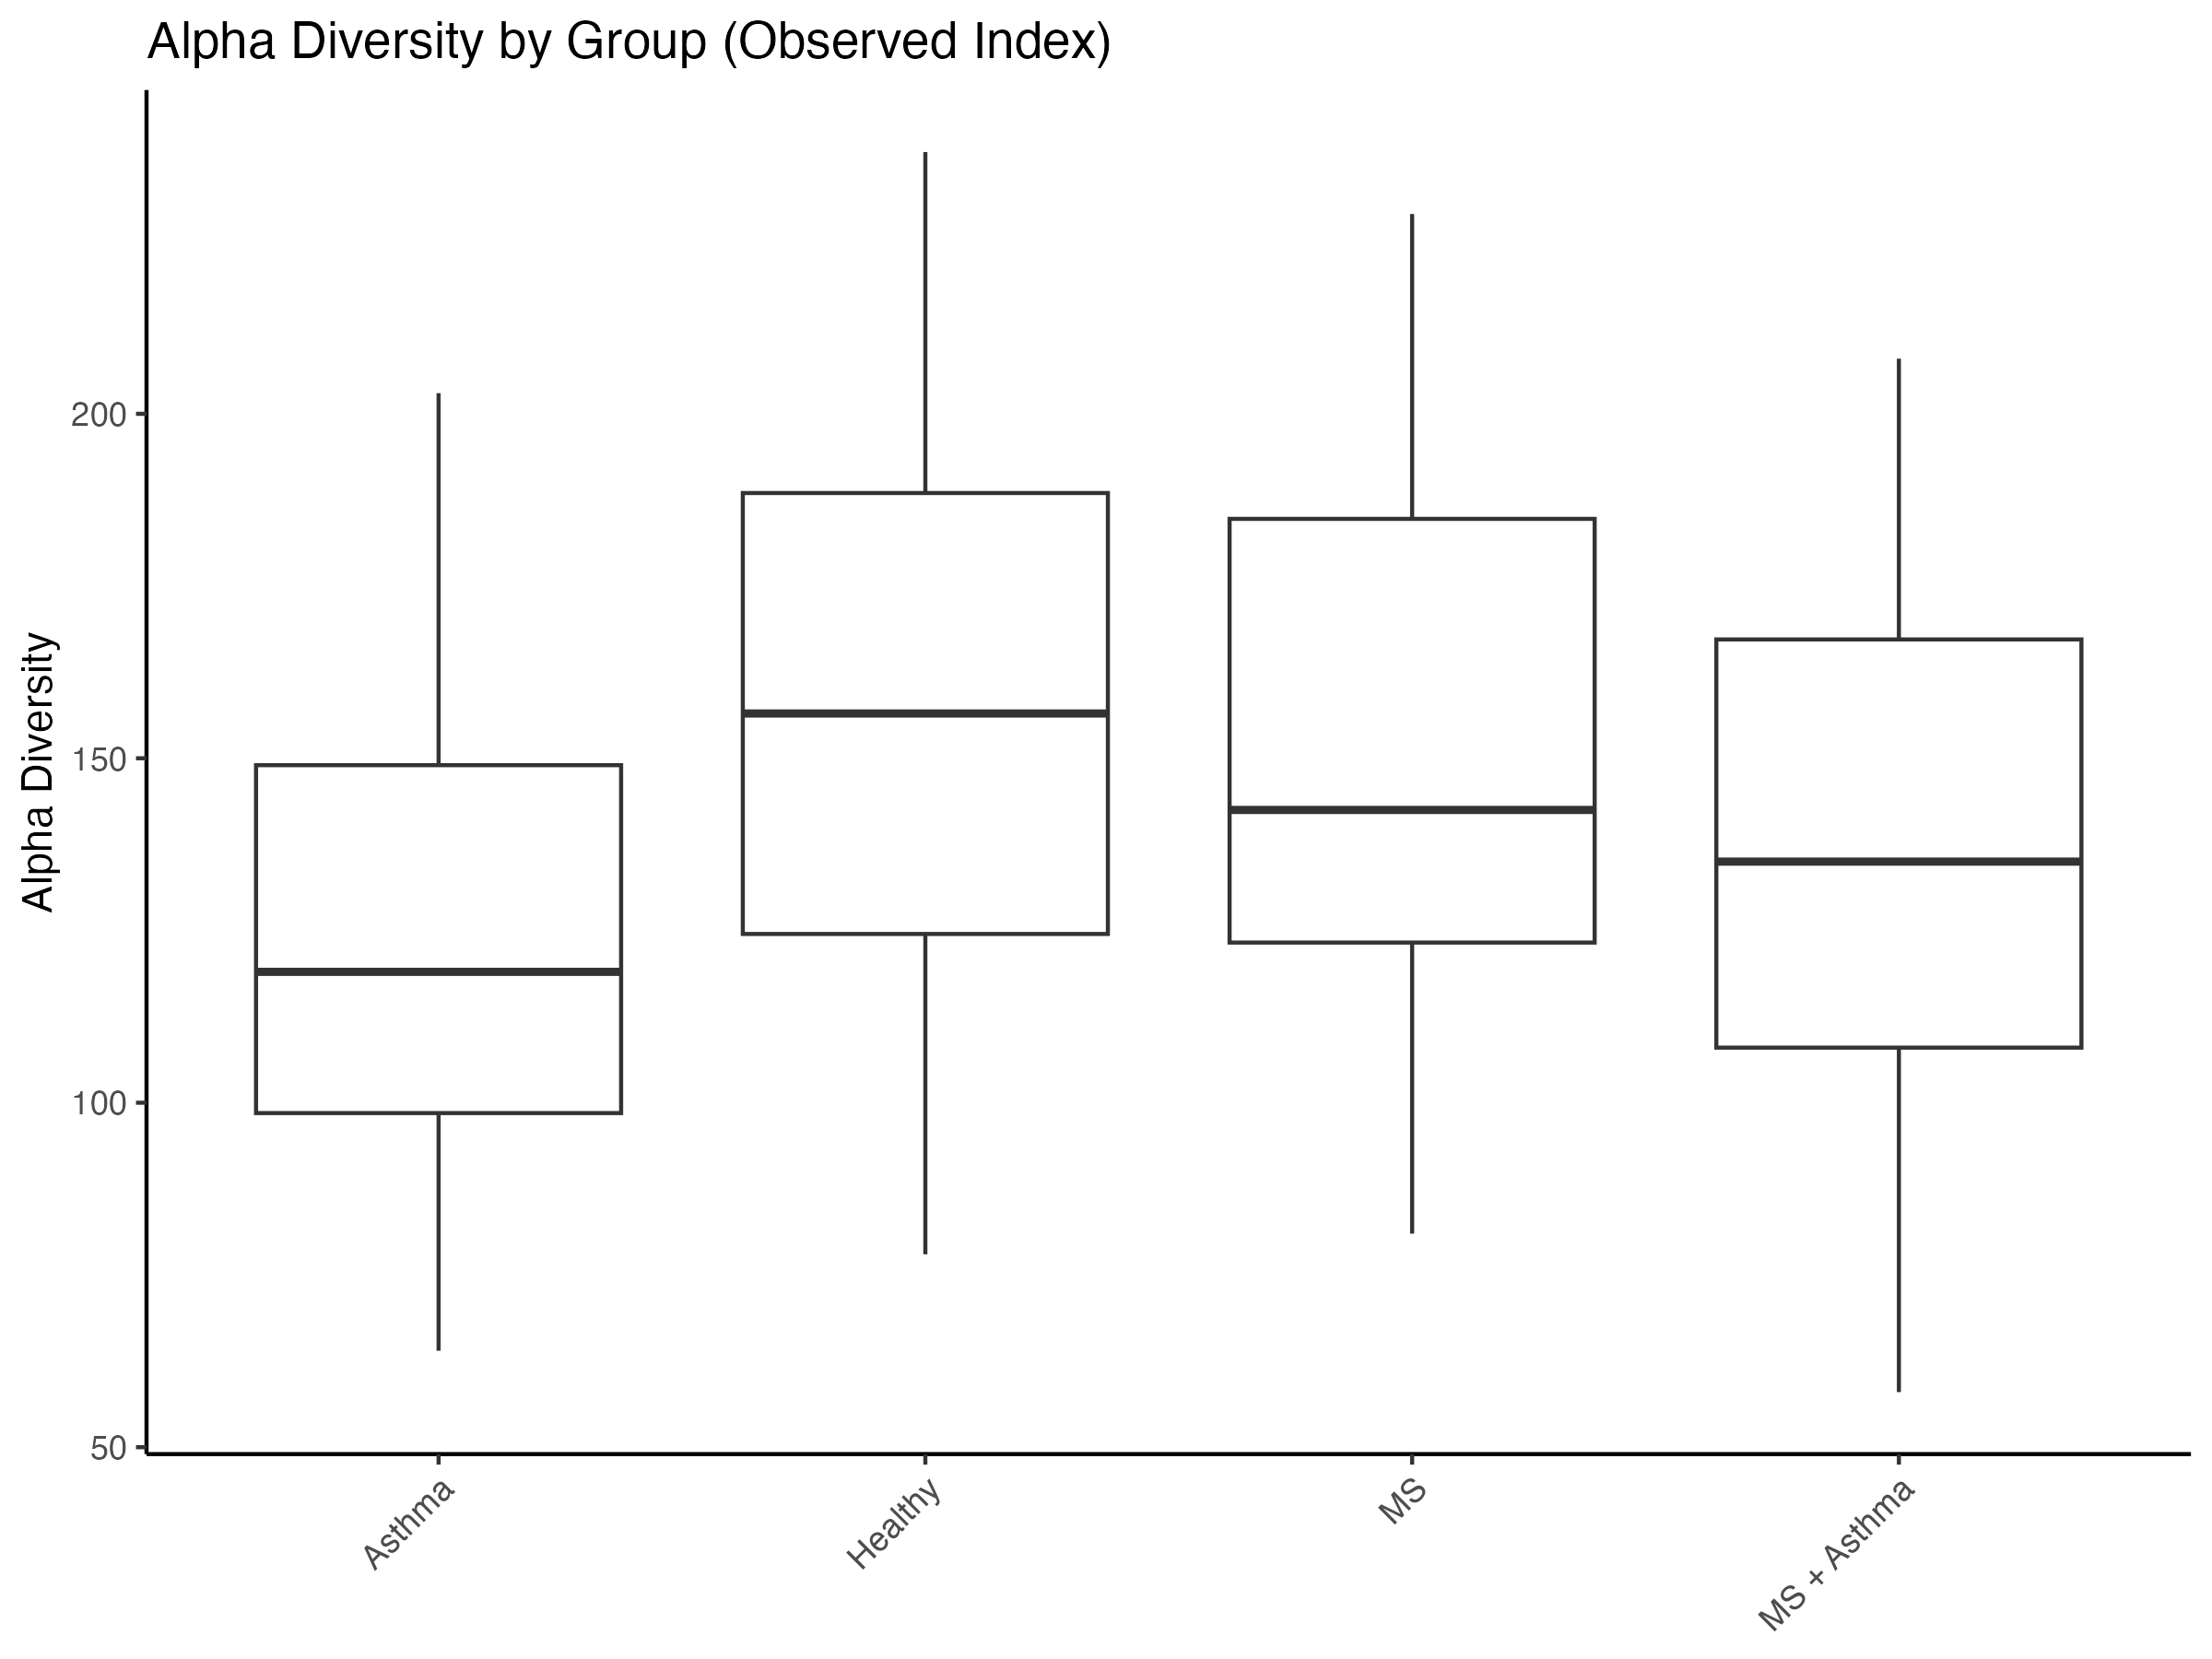 Alpha Diversity by Group (Observed Index)
Alpha Diversity
200
150
100
50
Asthma
Healthy
MS
MS + Asthma